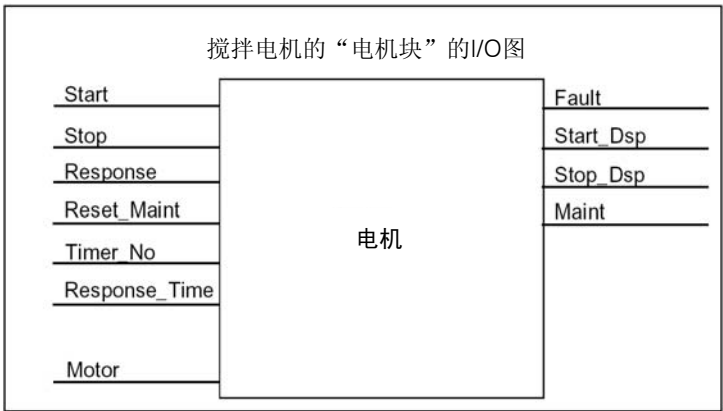 搅拌电机的“电机块”的I/O图
Start
Stop
Response
Reset_Maint
Timer_No
Response_Time
Motor
电机
Fault
Start_Dsp
Stop_Dsp
Maint